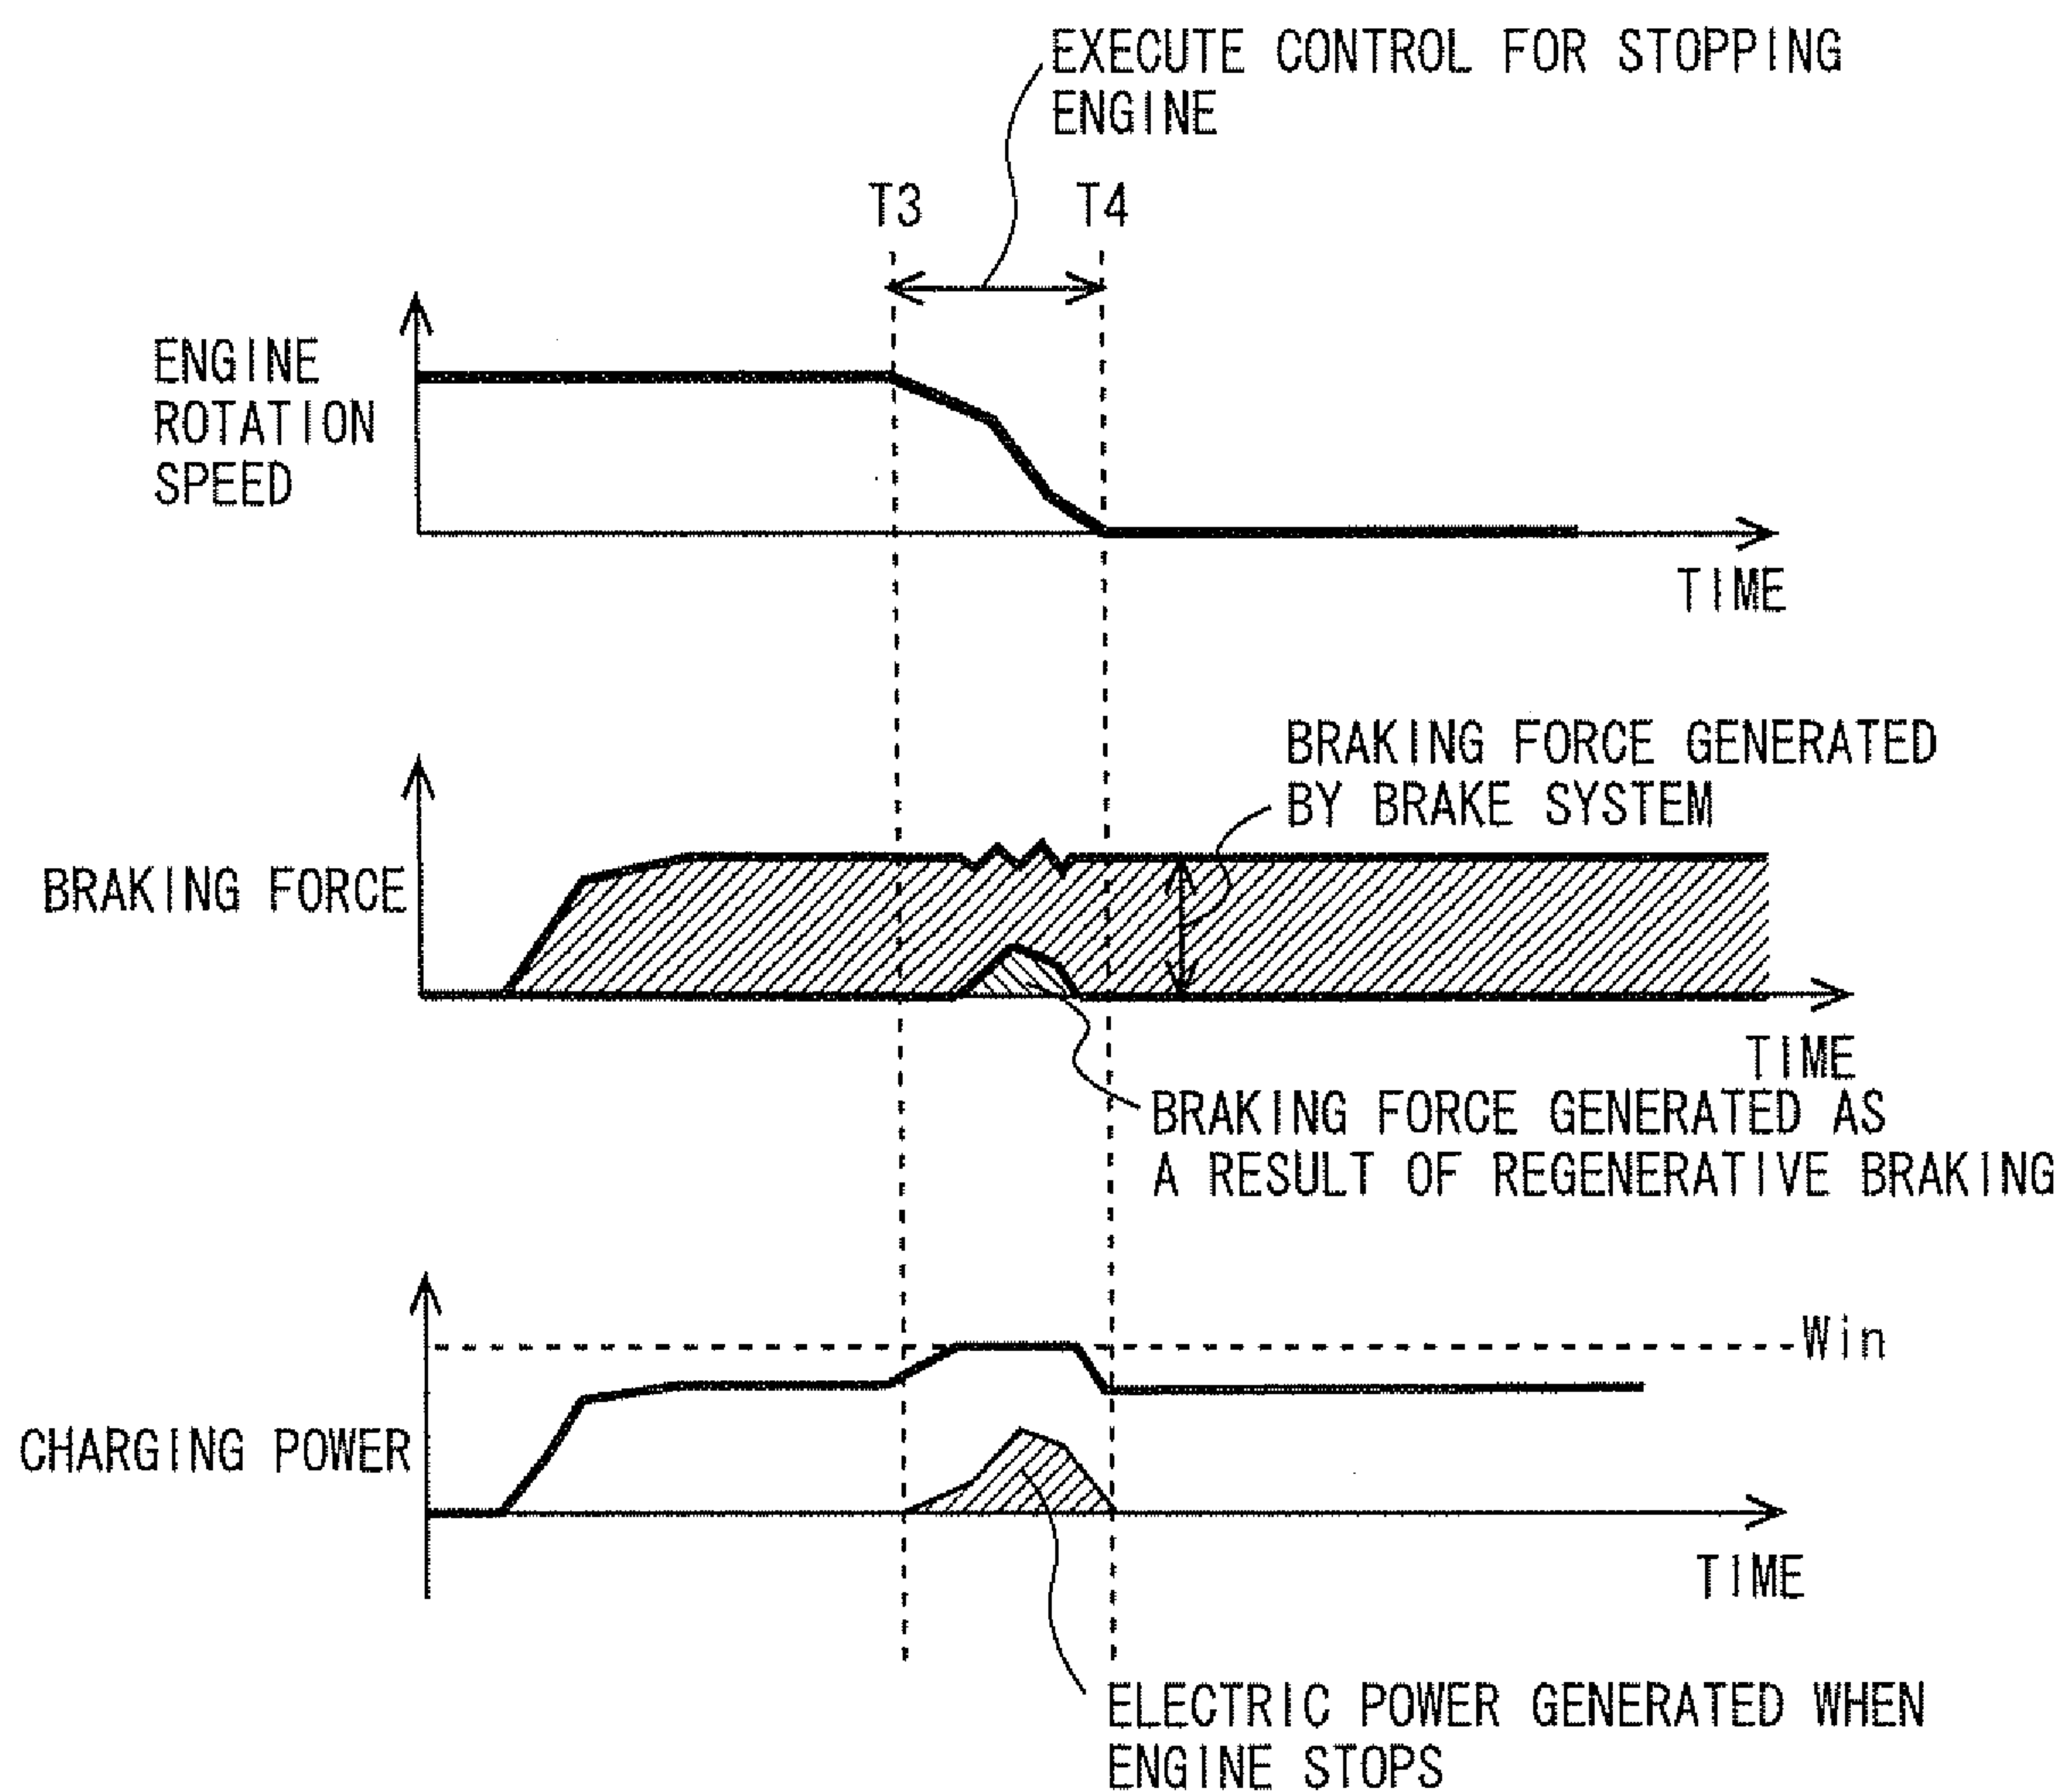 EXECUTE CONTROL FOR STOPPING
ENGINE
T3
T4
ENGINE
ROTATION
SPEED
TIME
BRAKING FORCE GENERATED
BY BRAKE SYSTEM
BRAKING FORCE
TIME
BRAKING FORCE GENERATED AS
A RESULT OF REGENERATIVE BRAKING
Win
CHARGING POWER
TIME
ELECTRIC POWER GENERATED WHEN
ENGINE STOPS